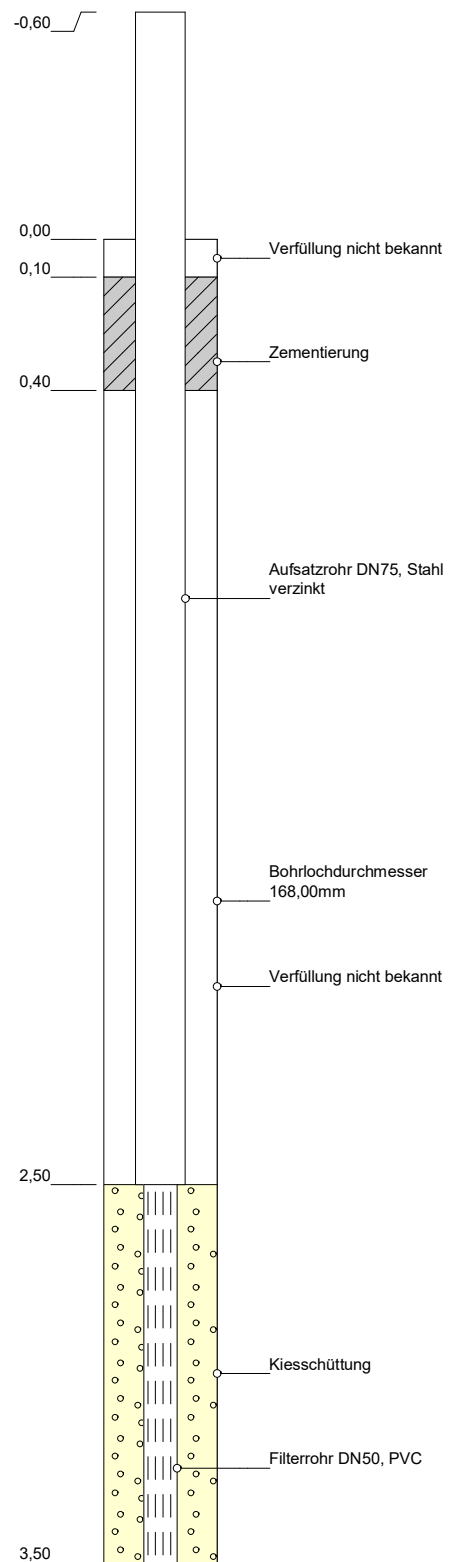 -0,60
0,00
Verfüllung nicht bekannt
0,10
Zementierung
0,40
Aufsatzrohr DN75, Stahl
verzinkt
Bohrlochdurchmesser
168,00mm
Verfüllung nicht bekannt
2,50
Kiesschüttung
Filterrohr DN50, PVC
3,50